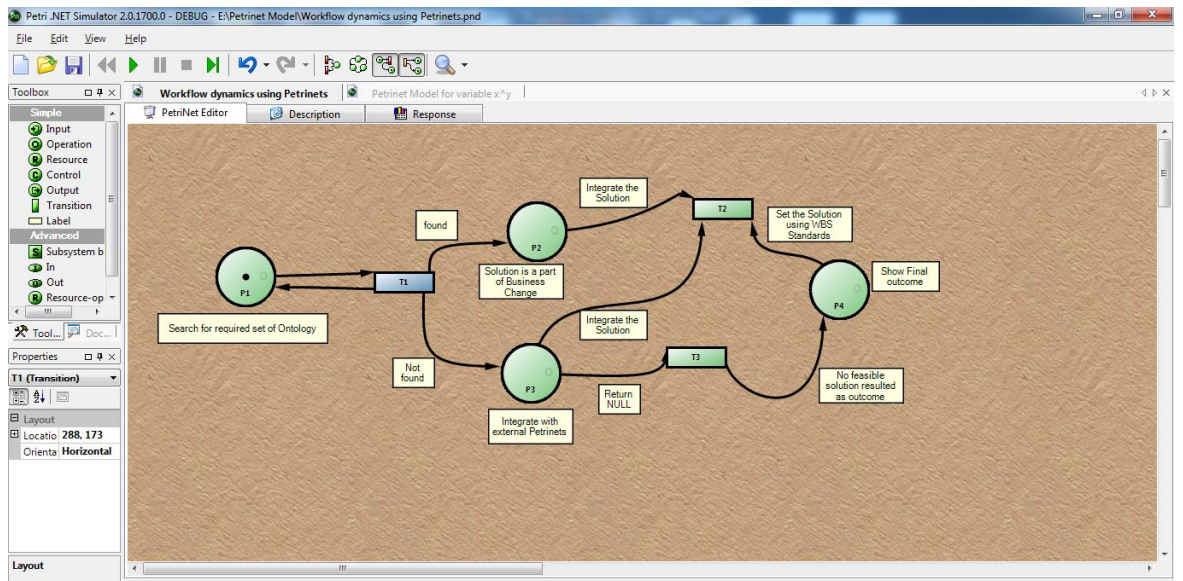 Petri .NET Simulator 2.0.1700.0 - DEBUG - E:\Petrinet Model\Workflow dynamics using Petrinets.pnd
File Edit View Help
Toolbox
Workflow dynamics using Petrinets
Petrinet Model for variable x^y
PetriNet Editor
Description
Response
Simple
Input
Operation
Resource
Control
Output
Transition
Label
Advanced
Subsystem b
In
Out
Resource-op
Tool...
Doc...
Properties
T1 (Transition)
Layout
Locatio 288, 173
Orienta Horizontal
Layout
P1
Search for required set of Ontology
T1
found
Not
found
P2
Solution is a part
of Business
Change
Integrate the
Solution
T2
Set the Solution
using WBS
Standards
P4
Show Final
outcome
Integrate the
Solution
P3
Integrate with
external Petrinets
T3
Return
NULL
No feasible
solution resulted
as outcome